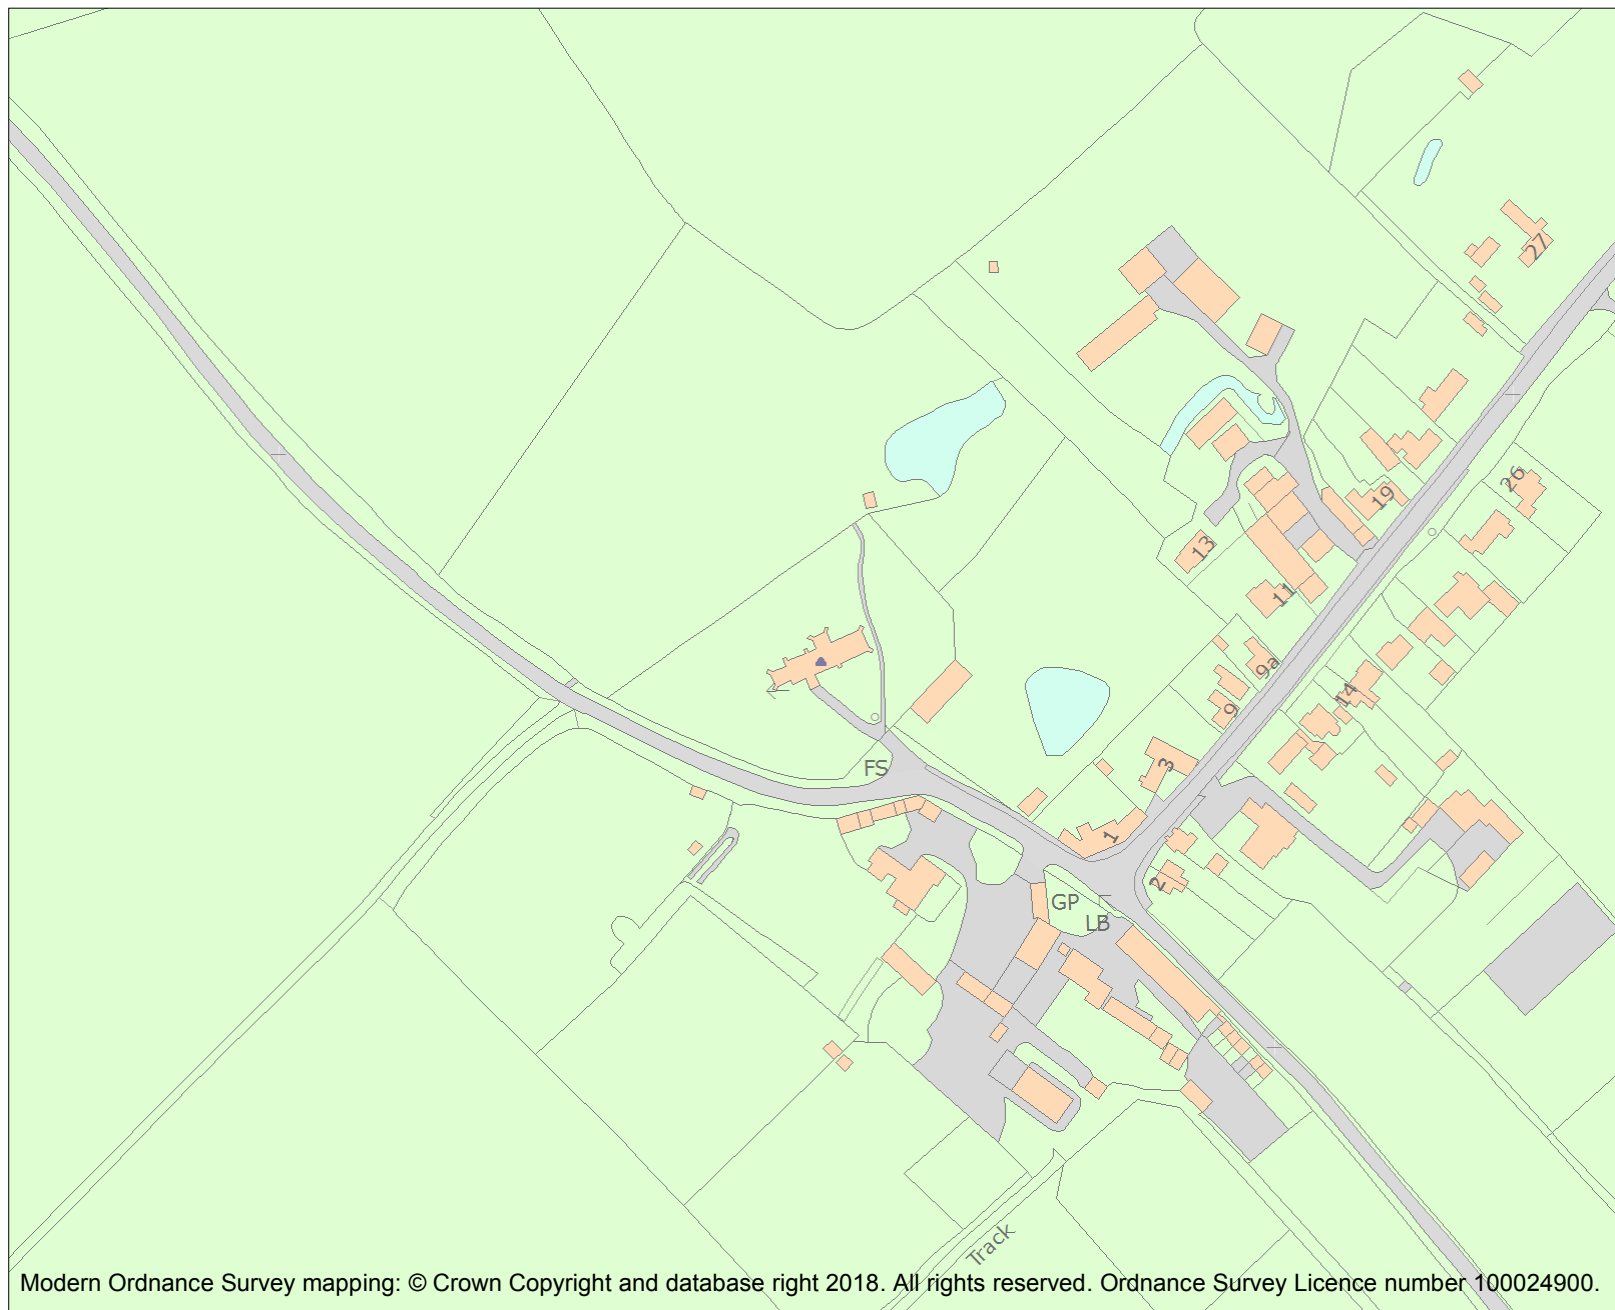 27
26
19
13
11
9a
14
9
3
FS
1
2
GP
LB
Track
Modern Ordnance Survey mapping: © Crown Copyright and database right 2018. All rights reserved. Ordnance Survey Licence number 100024900.